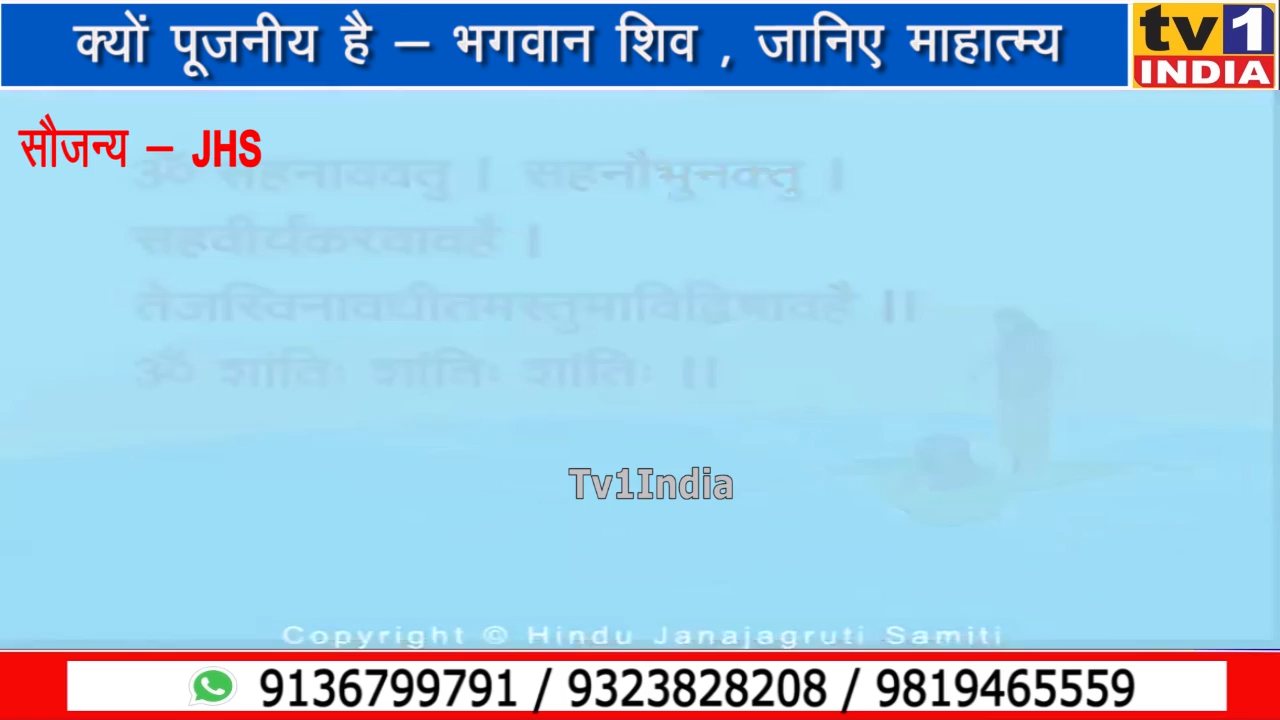 क्यों पूजनीय है – भगवान शिव , जानिए माहात्म्य
tv1
INDIA
सौजन्य – JHS
ॐ सहनाववतु । सहनौभुनक्तु ।
सहवीर्यंकरवावहै ।
तेजस्विनावधीतमस्तुमाविद्विषावहै ।।
ॐ शांतिः शांतिः शांतिः ।।
Tv1India
Copyright © Hindu Janajagruti Samiti
9136799791 / 9323828208 / 9819465559